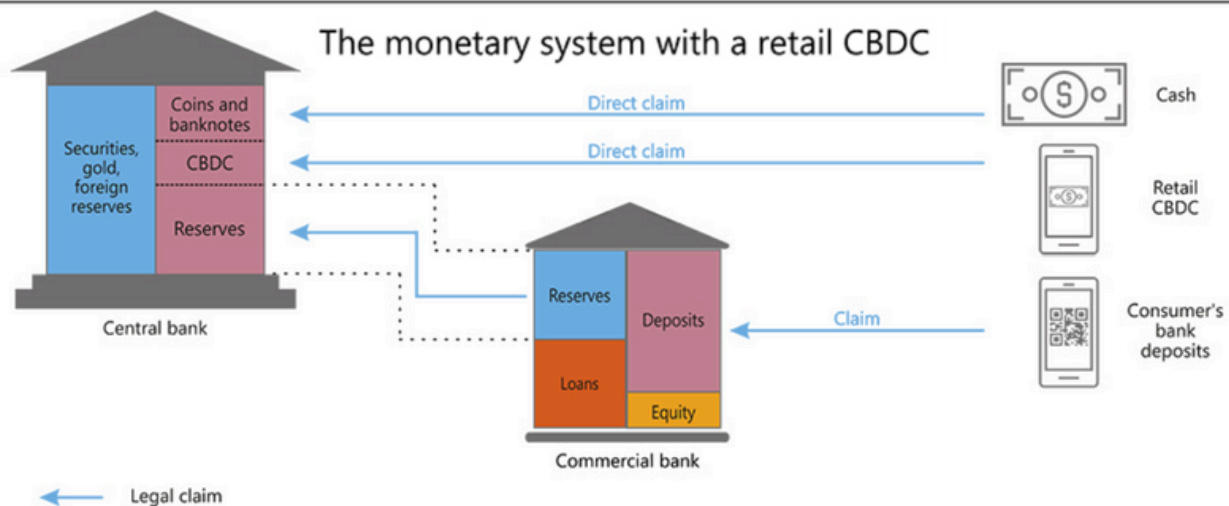 The monetary system with a retail CBDC
Securities,
gold,
foreign
reserves
Coins and
banknotes
CBDC
Reserves
Central bank
Direct claim
Direct claim
Cash
Retail
CBDC
Reserves
Loans
Deposits
Equity
Commercial bank
Claim
Consumer's
bank
deposits
Legal claim